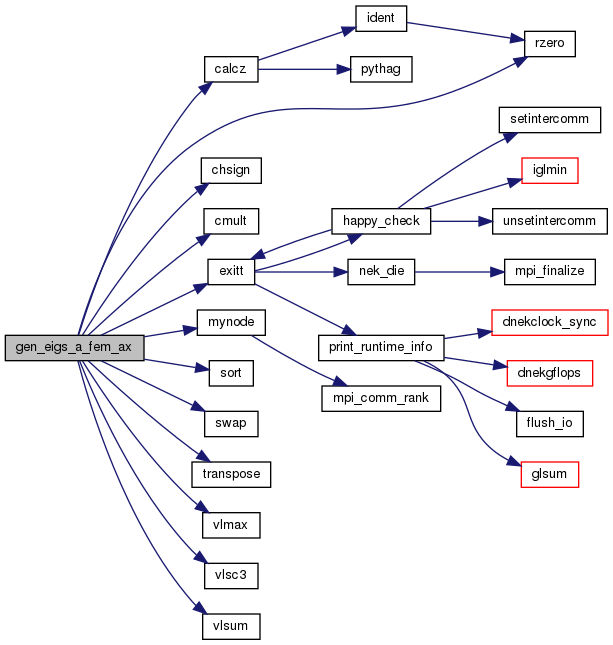 ident
rzero
calcz
pythag
setintercomm
chsign
iglmin
cmult
happy_check
unsetintercomm
exitt
nek_die
mpi_finalize
mynode
dnekclock_sync
gen_eigs_a_fem_ax
print_runtime_info
sort
dnekgflops
mpi_comm_rank
swap
flush_io
transpose
glsum
vlmax
vlsc3
vlsum